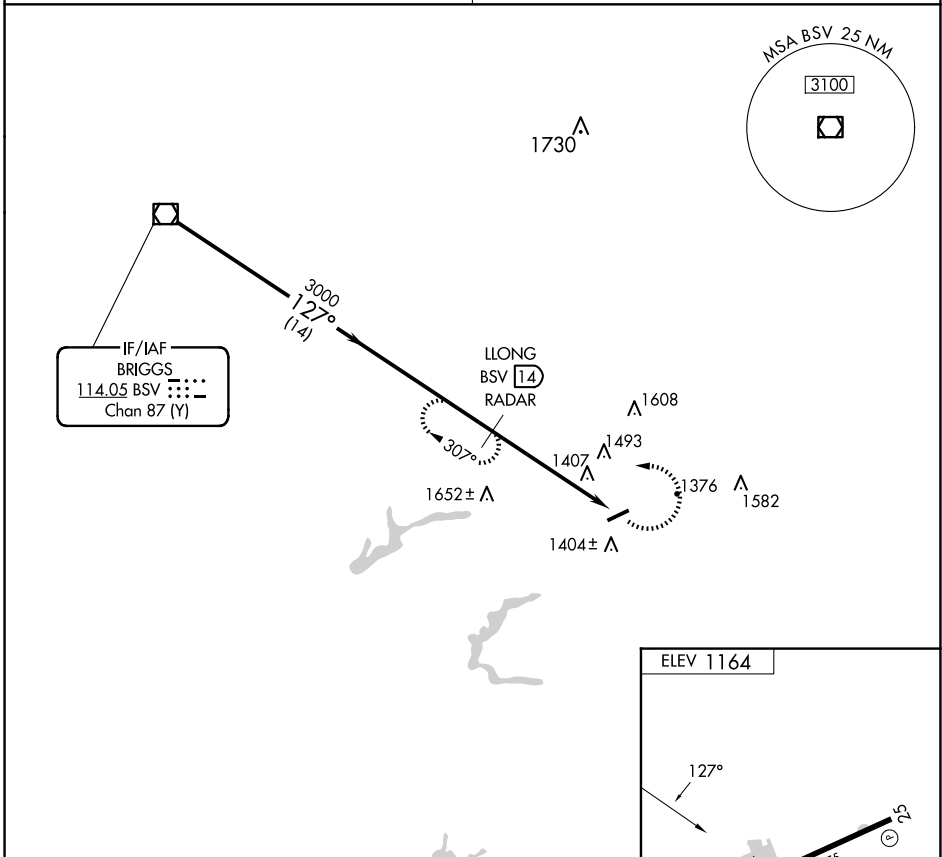 MSA BSV 25 NM
3100
1730
3000
127°
(14)
IF/IAF
BRIGGS
114.05 BSV
Chan 87 (Y)
LLONG
BSV 14
RADAR
307°
1608
1493
1407
1376
1582
1652±
1404±
ELEV 1164
127°
25
P